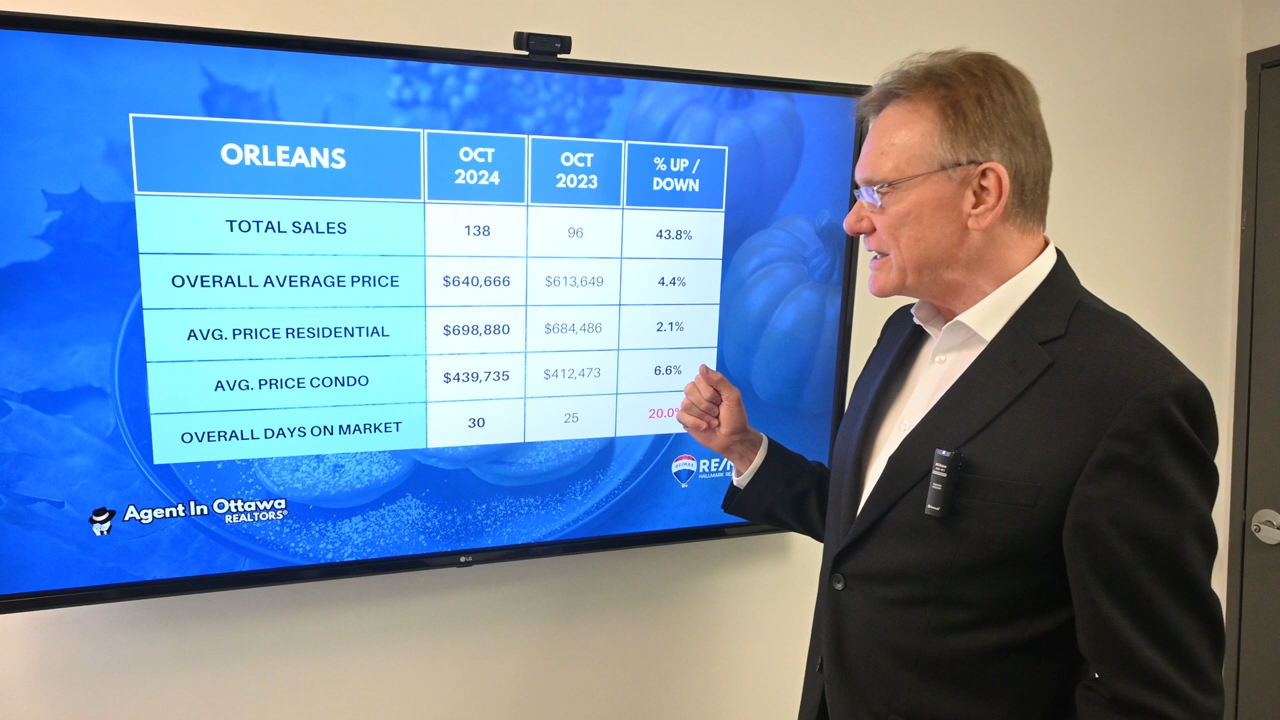 ORLEANS
OCT 2024
OCT 2023
% UP / DOWN
TOTAL SALES 138 96 43.8%
OVERALL AVERAGE PRICE $640,666 $613,649 4.4%
AVG. PRICE RESIDENTIAL $698,880 $684,486 2.1%
AVG. PRICE CONDO $439,735 $412,473 6.6%
OVERALL DAYS ON MARKET 30 25 20.0%
Agent In Ottawa
REALTORS®
RE/MAX
HALLMARK
LG